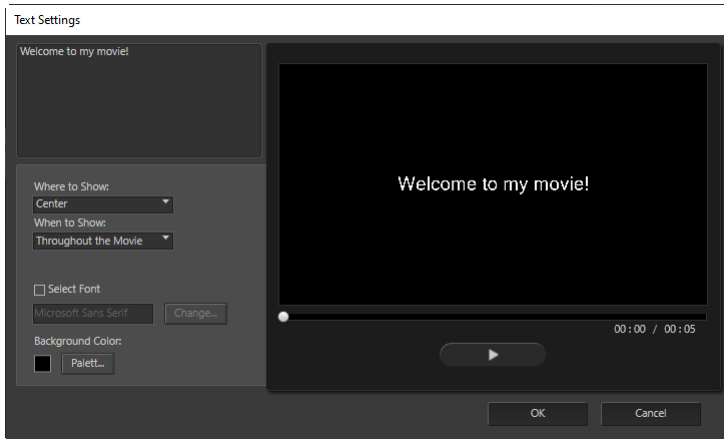 Text Settings
Welcome to my movie!
Welcome to my movie!
Where to Show:
Center
When to Show:
Throughout the Movie
Select Font
Microsoft Sans Serif
Change...
Background Color:
Palett...
00:00 / 00:05
OK
Cancel